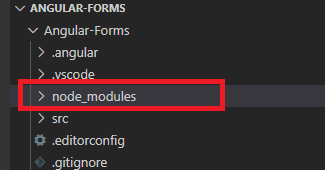 ANGULAR-FORMS
Angular-Forms
.angular
.vscode
node_modules
src
.editorconfig
.gitignore